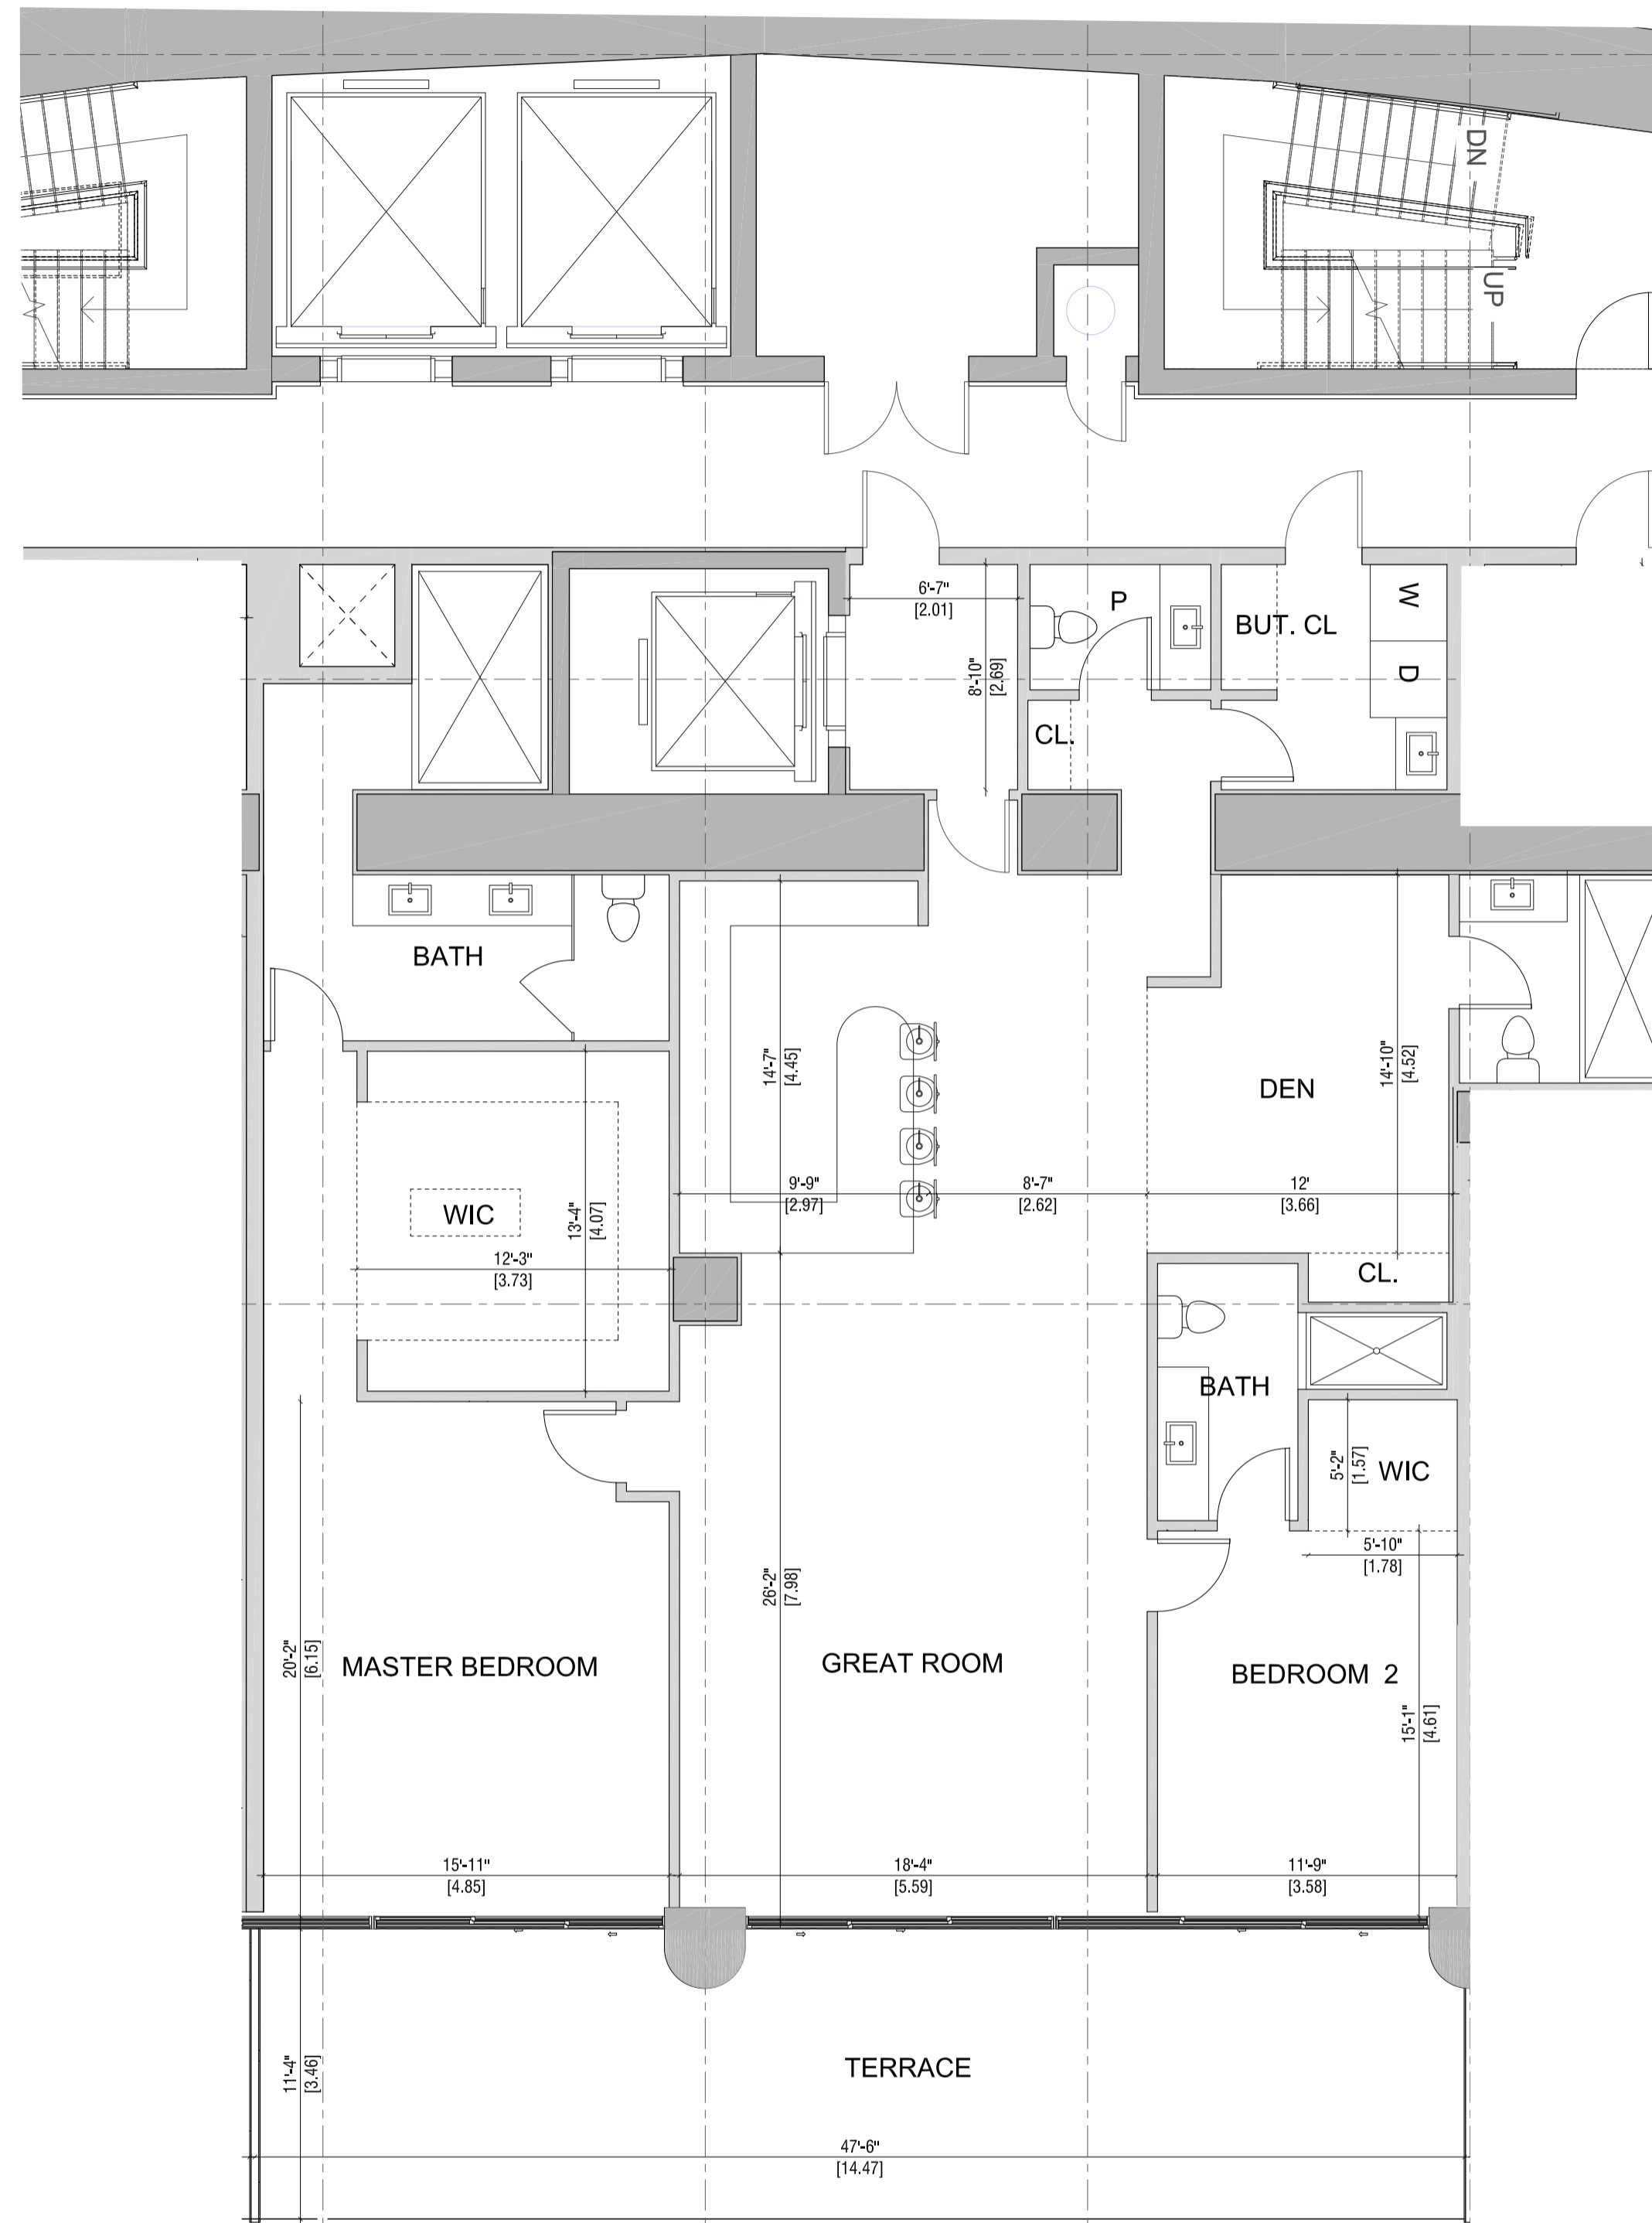 DN
UP
6'-7"
[2.01]
8'-10"
[2.69]
P
BUT. CL
W
D
CL.
BATH
14'-7"
[4.45]
DEN
14'-10"
[4.52]
9'-9"
[2.97]
8'-7"
[2.62]
12'
[3.66]
WIC
13'-4"
[4.07]
12'-3"
[3.73]
CL.
BATH
5'-2"
[1.57]
WIC
5'-10"
[1.78]
26'-2"
[7.98]
20'-2"
[6.15]
MASTER BEDROOM
GREAT ROOM
BEDROOM 2
15'-1"
[4.61]
15'-11"
[4.85]
18'-4"
[5.59]
11'-9"
[3.58]
11'-4"
[3.46]
TERRACE
47'-6"
[14.47]